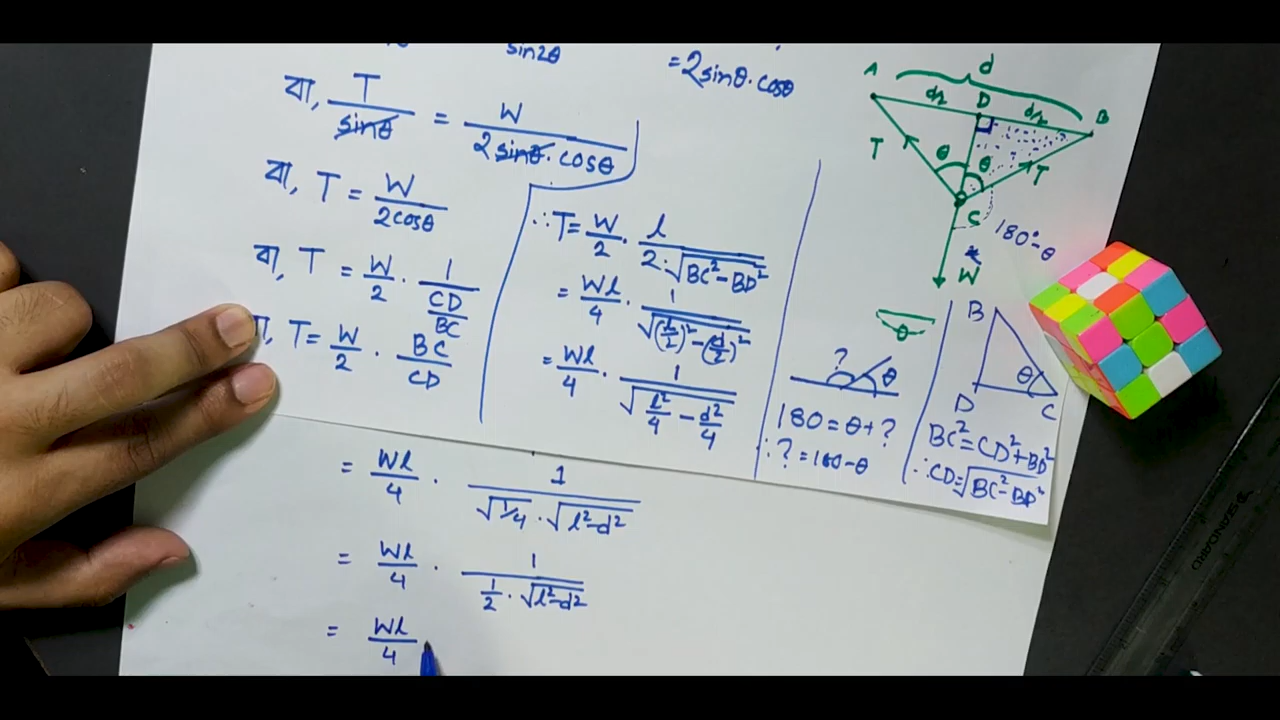 sin2θ
= 2sinθ·cosθ
বা, T/sinθ = W/(2sinθ·cosθ)
বা, T = W/(2cosθ)
বা, T = W/2 · 1/(CD/BC)
T = W/2 · BC/CD
∴ T = W/2 · l/(2·√(BC²−BD²))
= Wl/4 · 1/√((l/2)²−(d/2)²)
= Wl/4 · 1/√(l²/4 − d²/4)
= Wl/4 · 1/(√(1/4)·√(l²−d²))
= Wl/4 · 1/(1/2·√(l²−d²))
= Wl/4
d
A d/2 D d/2 B
T θ θ T
C
180°−θ
W
θ
? θ
180 = θ + ?
∴ ? = 180−θ
B
θ
D C
BC² = CD² + BD²
∴ CD = √(BC²−BD²)